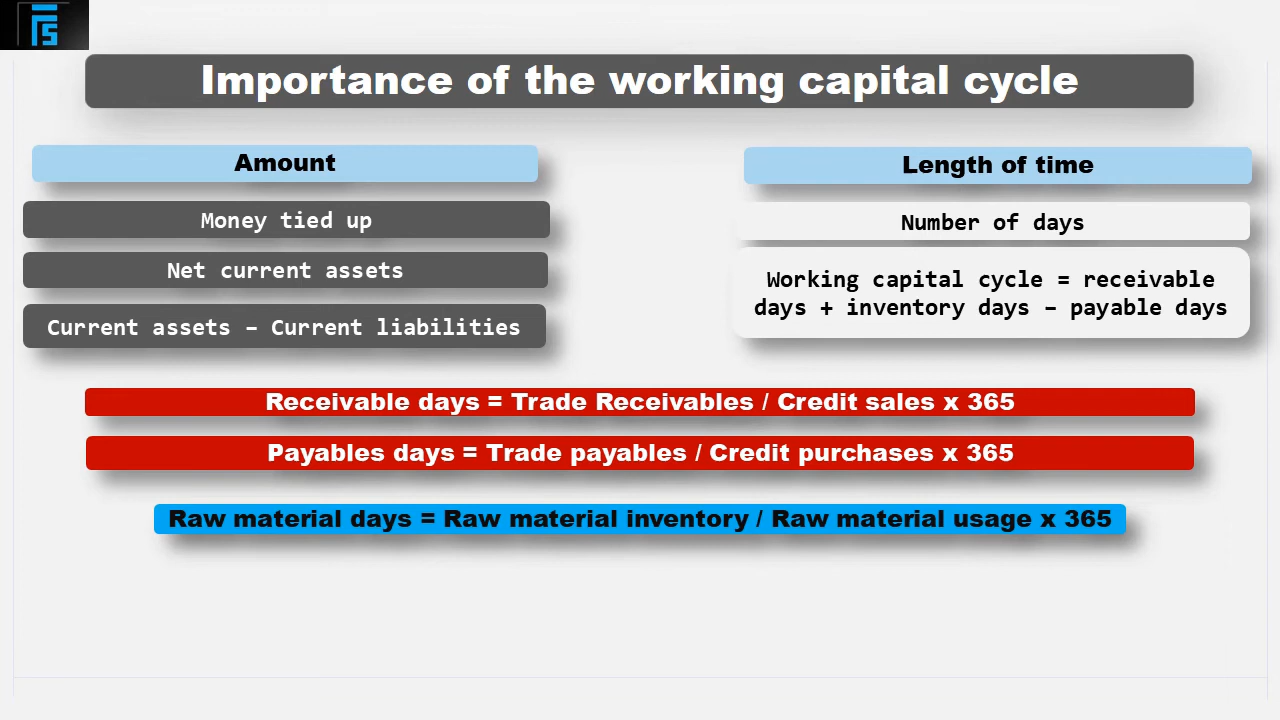 Importance of the working capital cycle
Amount
Money tied up
Net current assets
Current assets – Current liabilities
Length of time
Number of days
Working capital cycle = receivable
days + inventory days – payable days
Receivable days = Trade Receivables / Credit sales x 365
Payables days = Trade payables / Credit purchases x 365
Raw material days = Raw material inventory / Raw material usage x 365